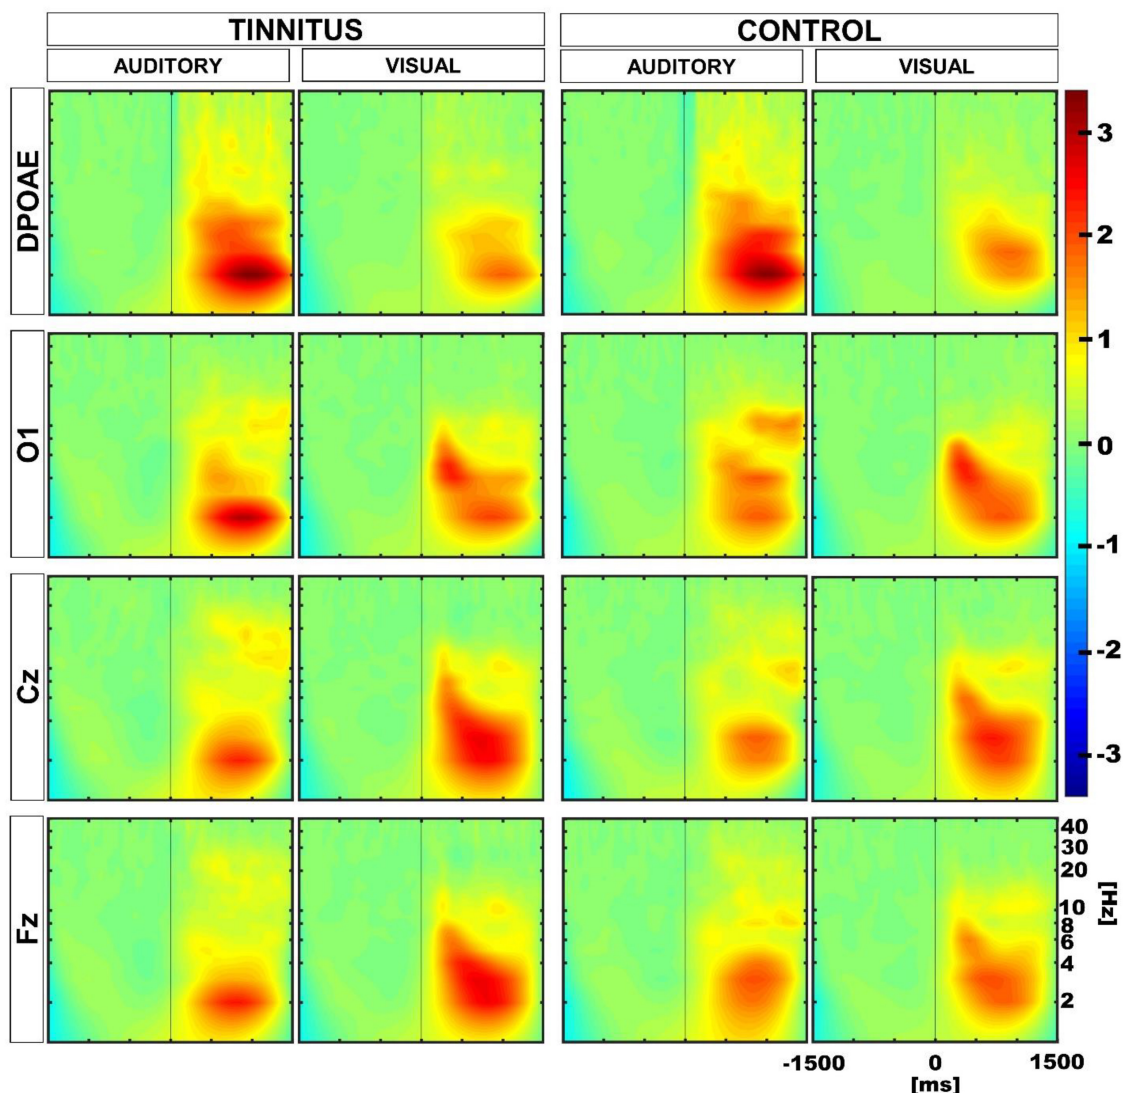 TINNITUS
CONTROL
AUDITORY
VISUAL
AUDITORY
VISUAL
DPOAE
3
2
1
0
-1
-2
-3
O1
Cz
Fz
40
30
20
10
8
6
4
2
[Hz]
-1500
0
1500
[ms]